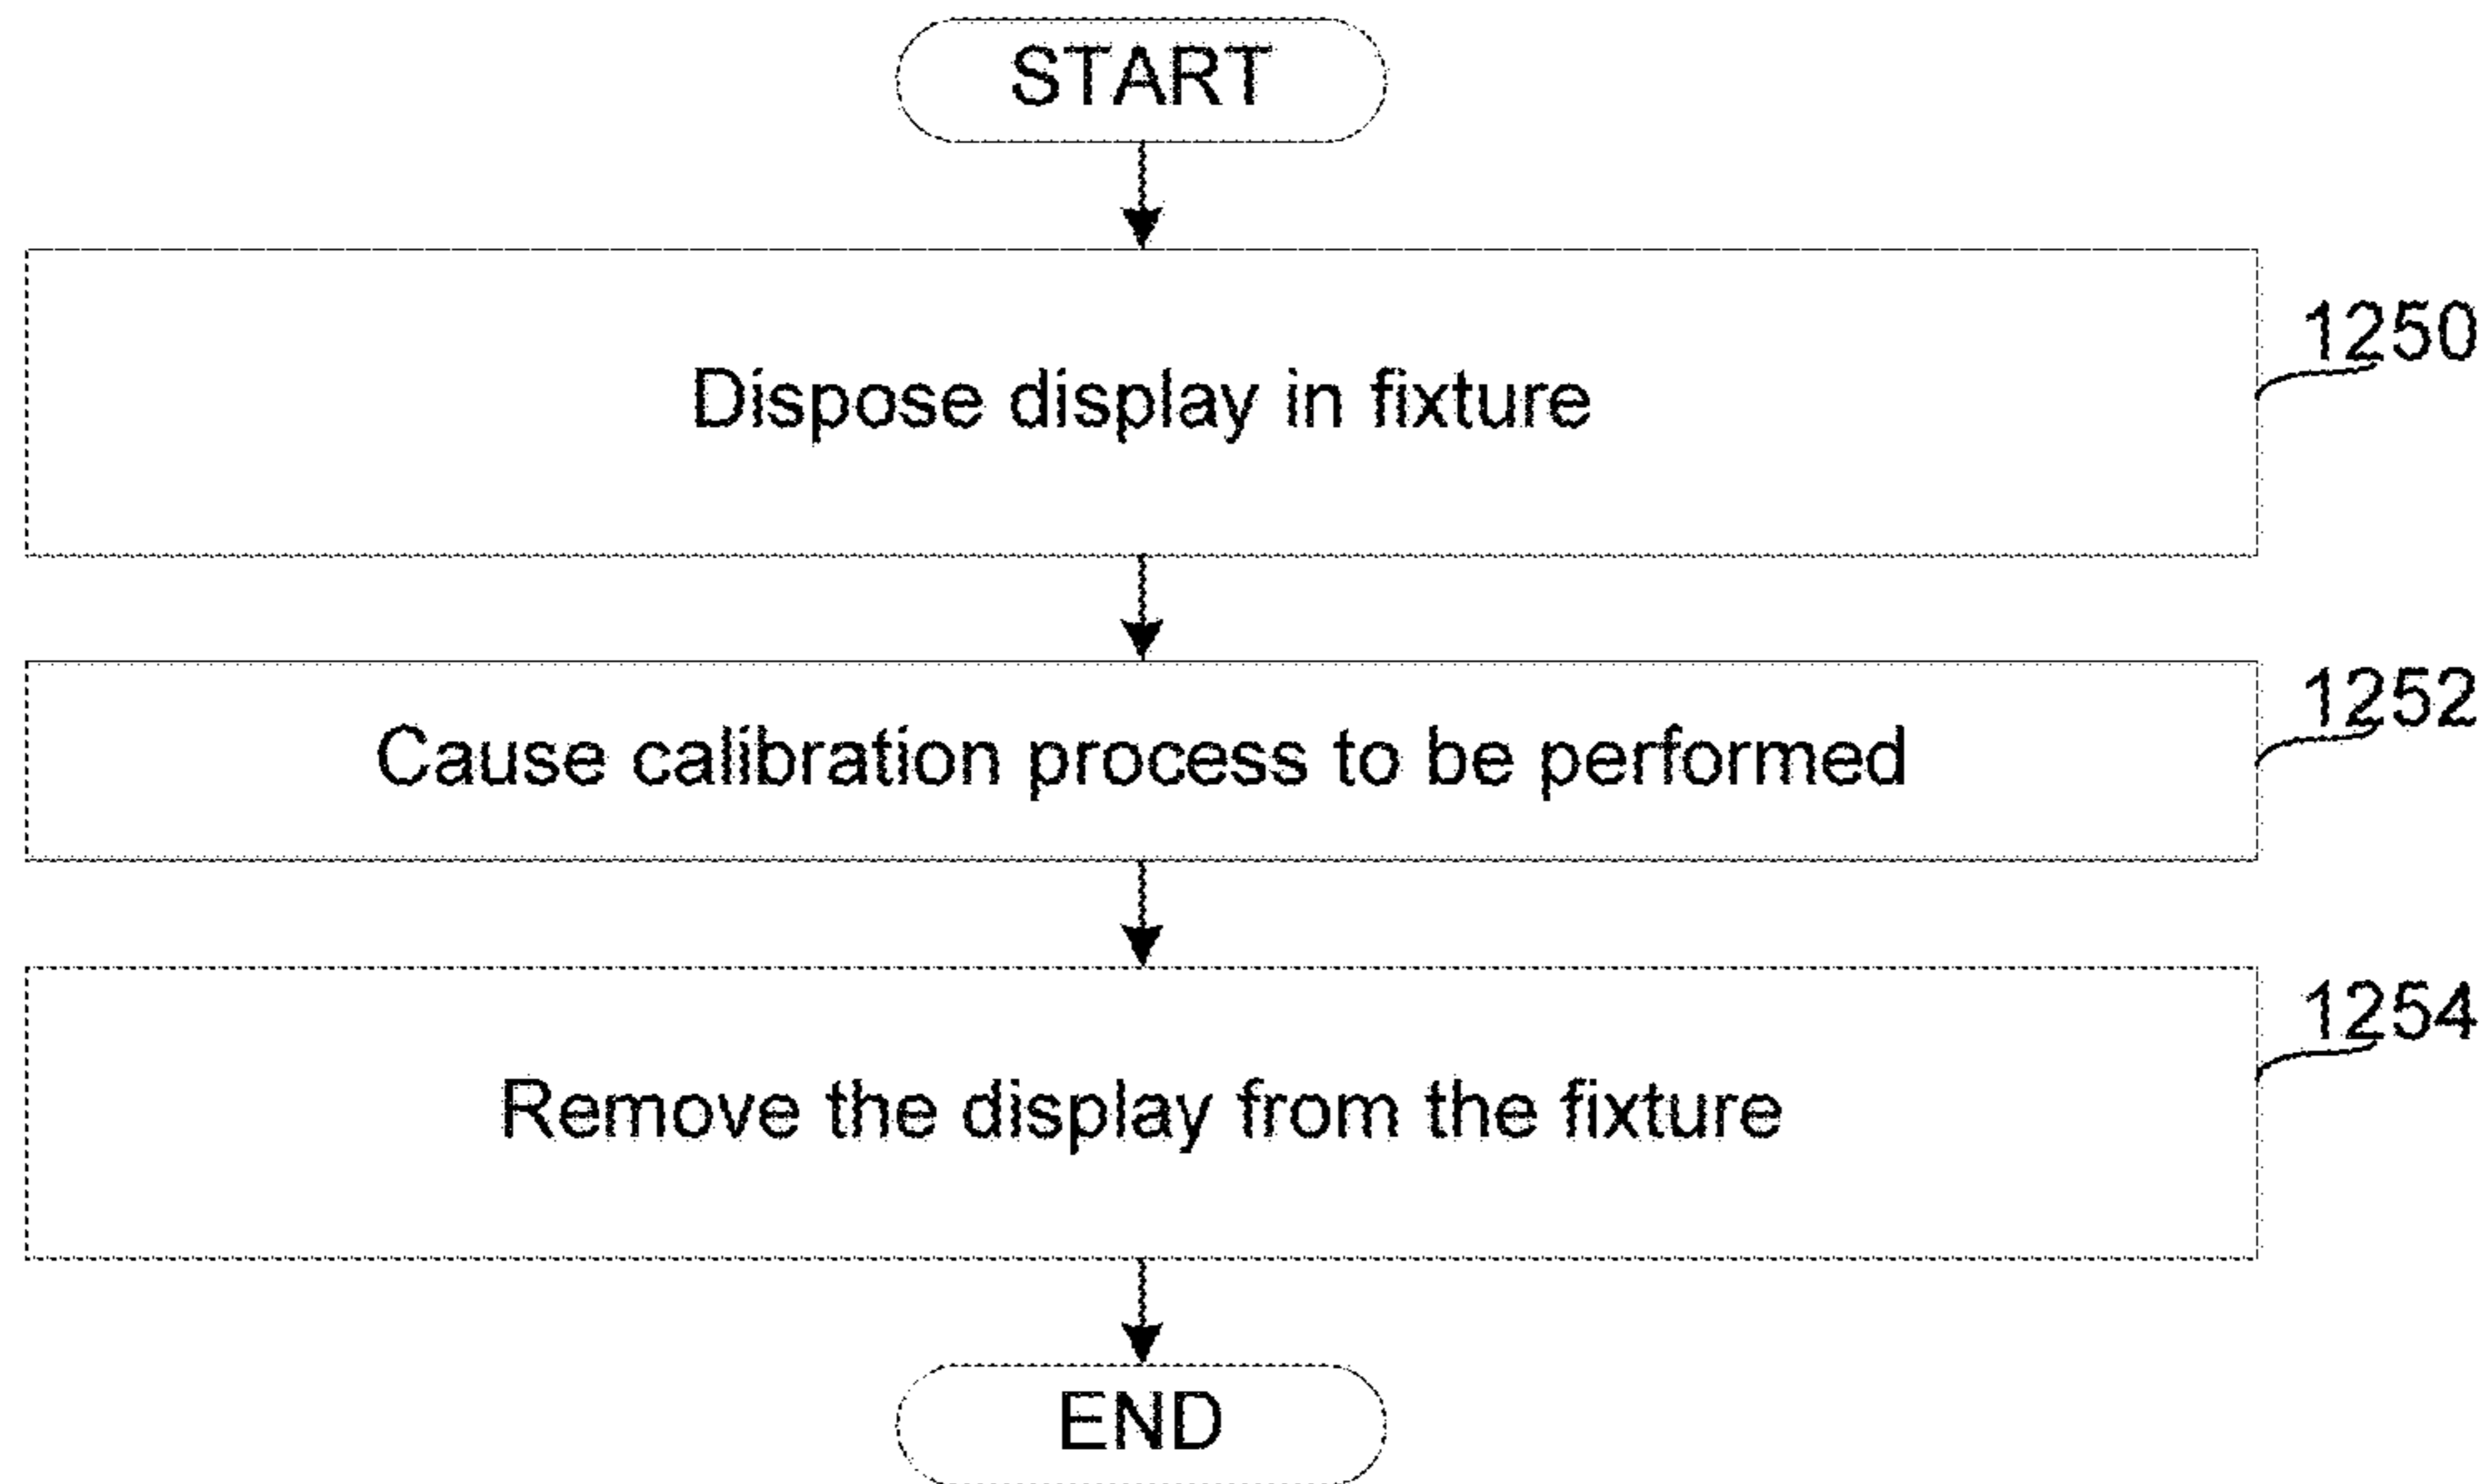 START
Dispose display in fixture
1250
Cause calibration process to be performed
1252
Remove the display from the fixture
1254
END